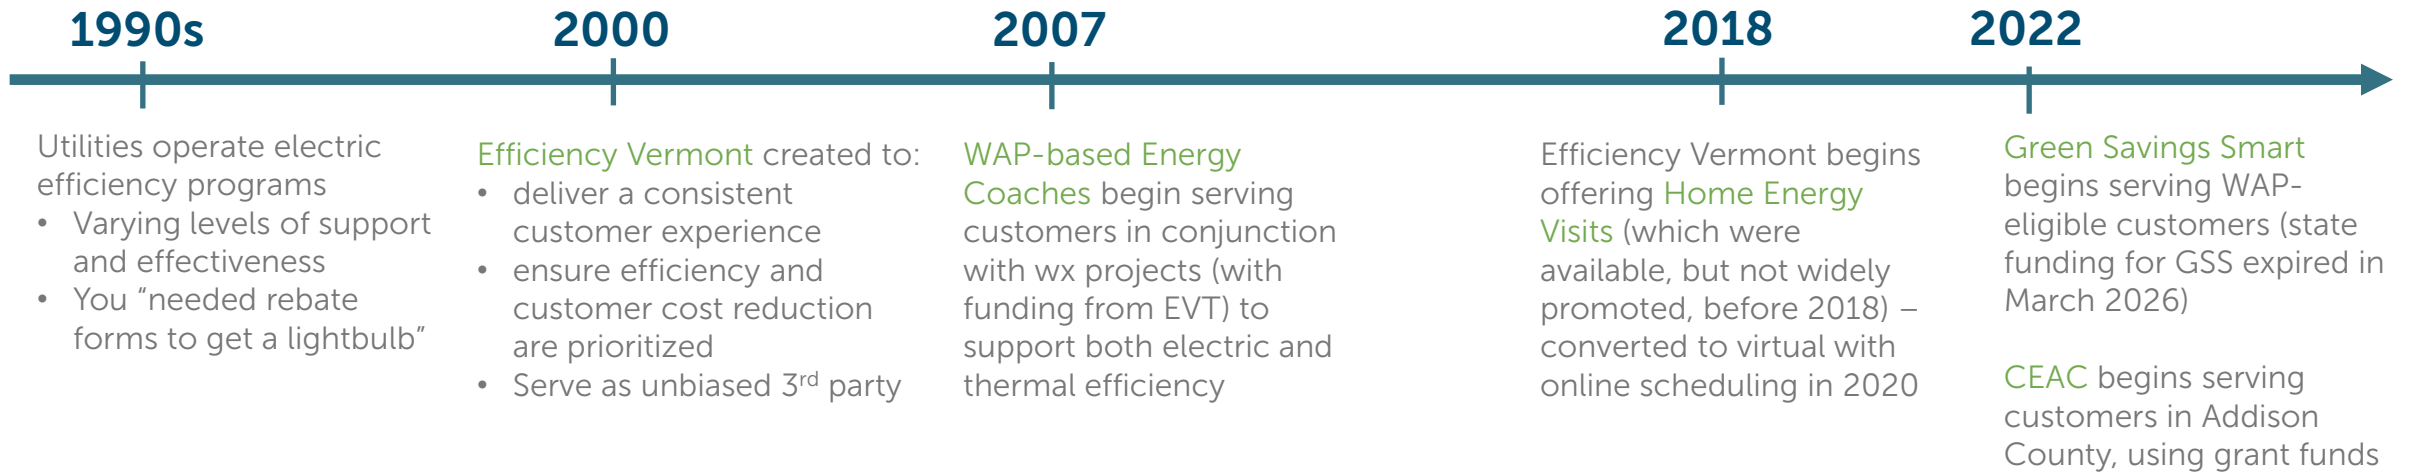 1990s
Utilities operate electric
efficiency programs
• Varying levels of support
and effectiveness
• You “needed rebate
forms to get a lightbulb”
2000
Efficiency Vermont created to:
• deliver a consistent
customer experience
• ensure efficiency and
customer cost reduction
are prioritized
• Serve as unbiased 3rd party
2007
WAP-based Energy
Coaches begin serving
customers in conjunction
with wx projects (with
funding from EVT) to
support both electric and
thermal efficiency
2018
Efficiency Vermont begins
offering Home Energy
Visits (which were
available, but not widely
promoted, before 2018) –
converted to virtual with
online scheduling in 2020
2022
Green Savings Smart
begins serving WAP-
eligible customers (state
funding for GSS expired in
March 2026)
CEAC begins serving
customers in Addison
County, using grant funds